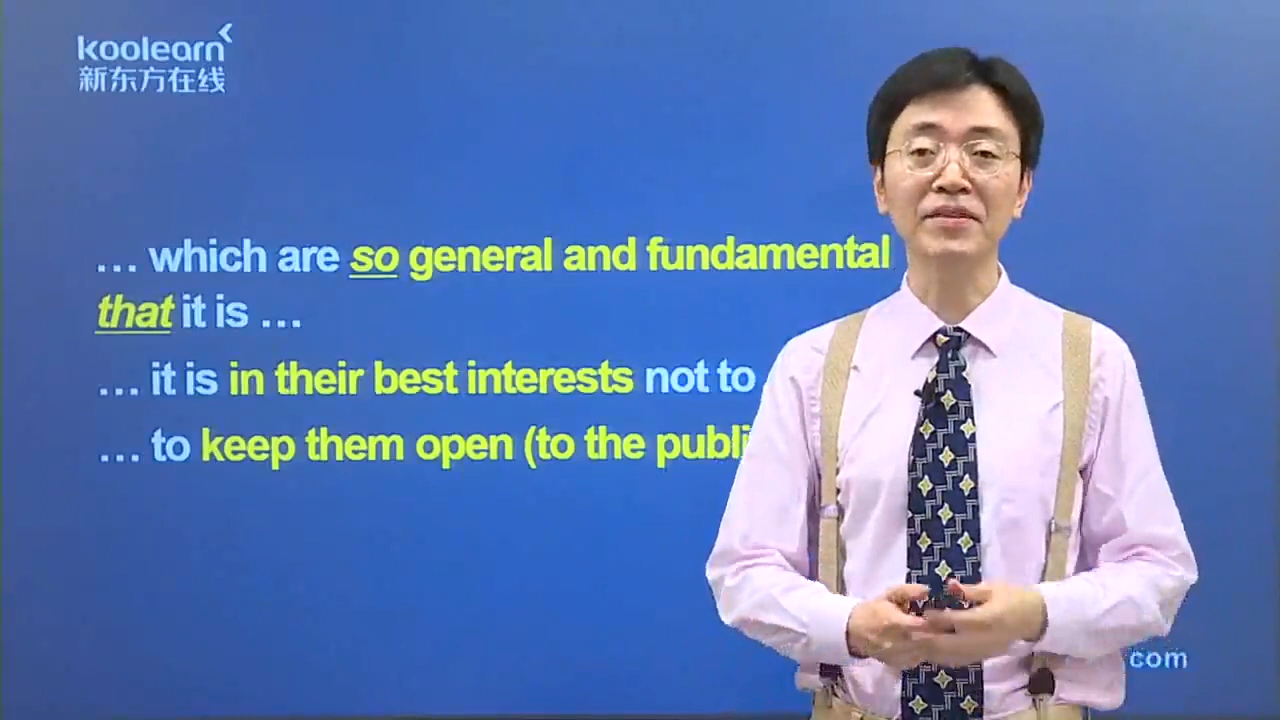 koolearn
新东方在线
… which are so general and fundamental
that it is …
… it is in their best interests not to
… to keep them open (to the publi
com